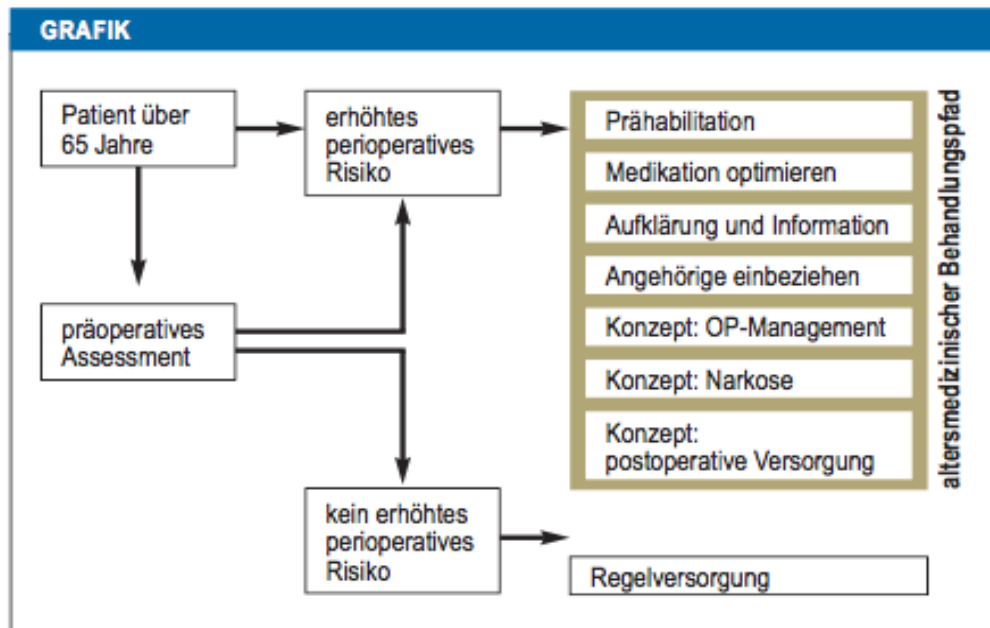 GRAFIK
Patient über
65 Jahre
erhöhtes
perioperatives
Risiko
präoperatives
Assessment
kein erhöhtes
perioperatives
Risiko
Prähabilitation
Medikation optimieren
Aufklärung und Information
Angehörige einbeziehen
Konzept: OP-Management
Konzept: Narkose
Konzept:
postoperative Versorgung
altersmedizinischer Behandlungspfad
Regelversorgung